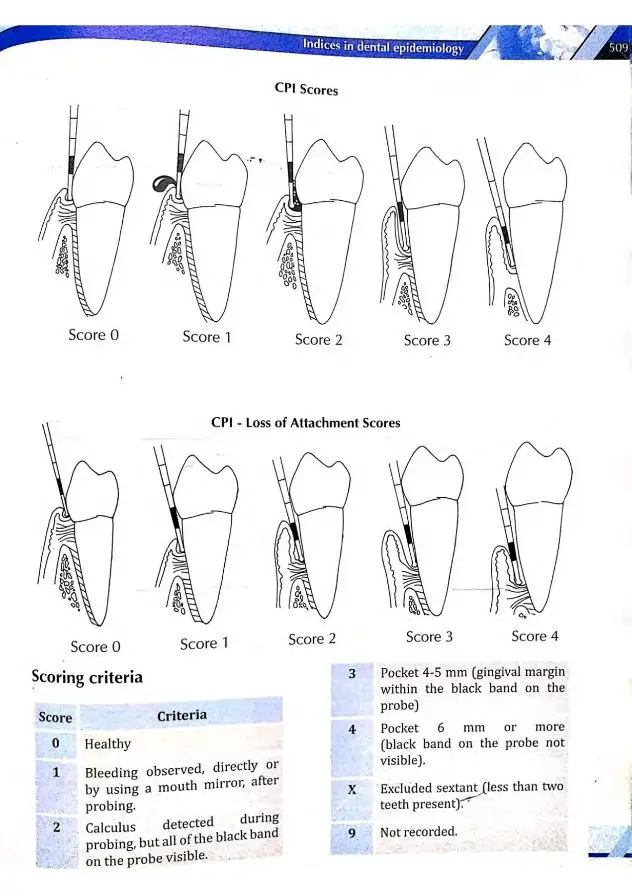 Indices in dental epidemiology
509
CPI Scores
Score 0
Score 1
Score 2
Score 3
Score 4
CPI - Loss of Attachment Scores
Score 0
Score 1
Score 2
Score 3
Score 4
Scoring criteria
Score Criteria
0 Healthy
1 Bleeding observed, directly or
by using a mouth mirror, after
probing.
2 Calculus detected during
probing, but all of the black band
on the probe visible.
3 Pocket 4-5 mm (gingival margin
within the black band on the
probe)
4 Pocket 6 mm or more
(black band on the probe not
visible).
X Excluded sextant (less than two
teeth present).
9 Not recorded.